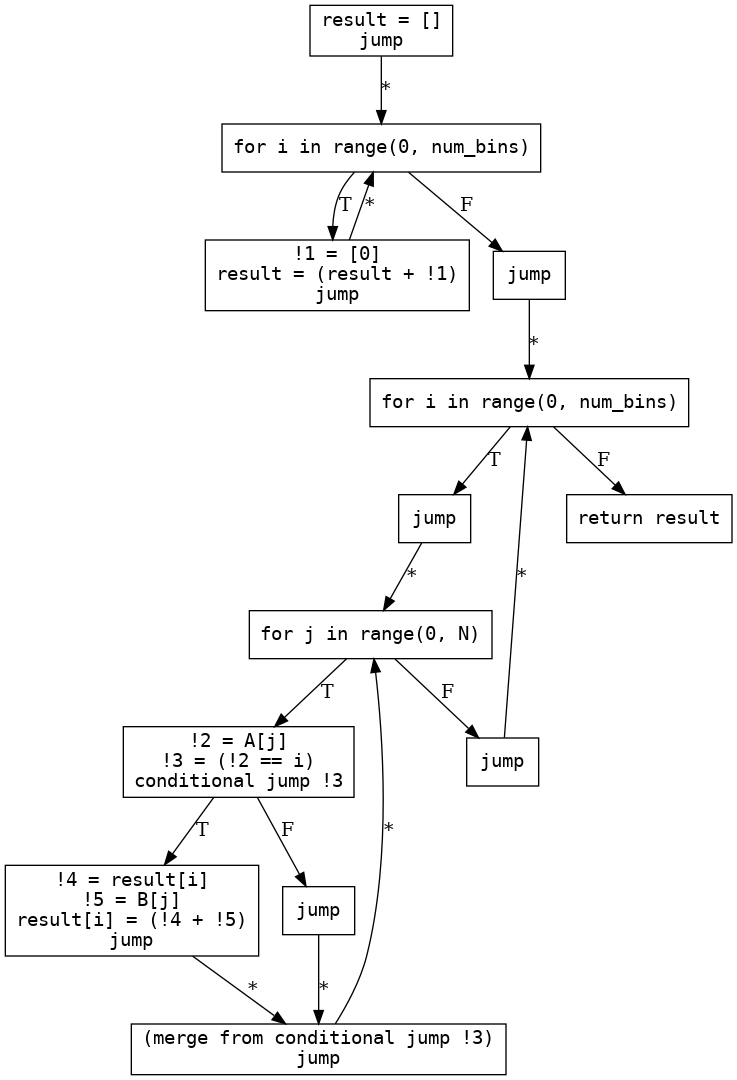 result = []
jump
*
for i in range(0, num_bins)
T
*
F
!1 = [0]
result = (result + !1)
jump
jump
*
for i in range(0, num_bins)
T
F
jump
return result
*
*
for j in range(0, N)
T
F
!2 = A[j]
!3 = (!2 == i)
conditional jump !3
jump
T
F
*
!4 = result[i]
!5 = B[j]
result[i] = (!4 + !5)
jump
jump
*
*
(merge from conditional jump !3)
jump